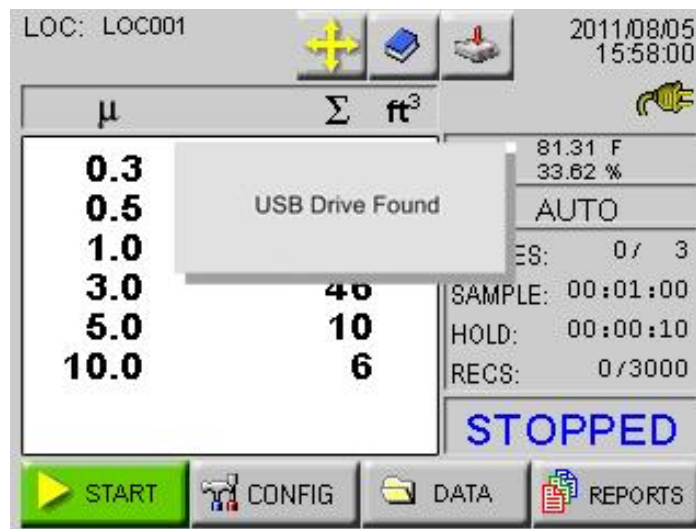 LOC: LOC001
2011/08/05
15:58:00
μ Σ ft³
81.31 F
33.62 %
0.3
0.5
1.0
3.0 46
5.0 10
10.0 6
USB Drive Found
AUTO
0/ 3
SAMPLE: 00:01:00
HOLD: 00:00:10
RECS: 0/3000
STOPPED
START
CONFIG
DATA
REPORTS